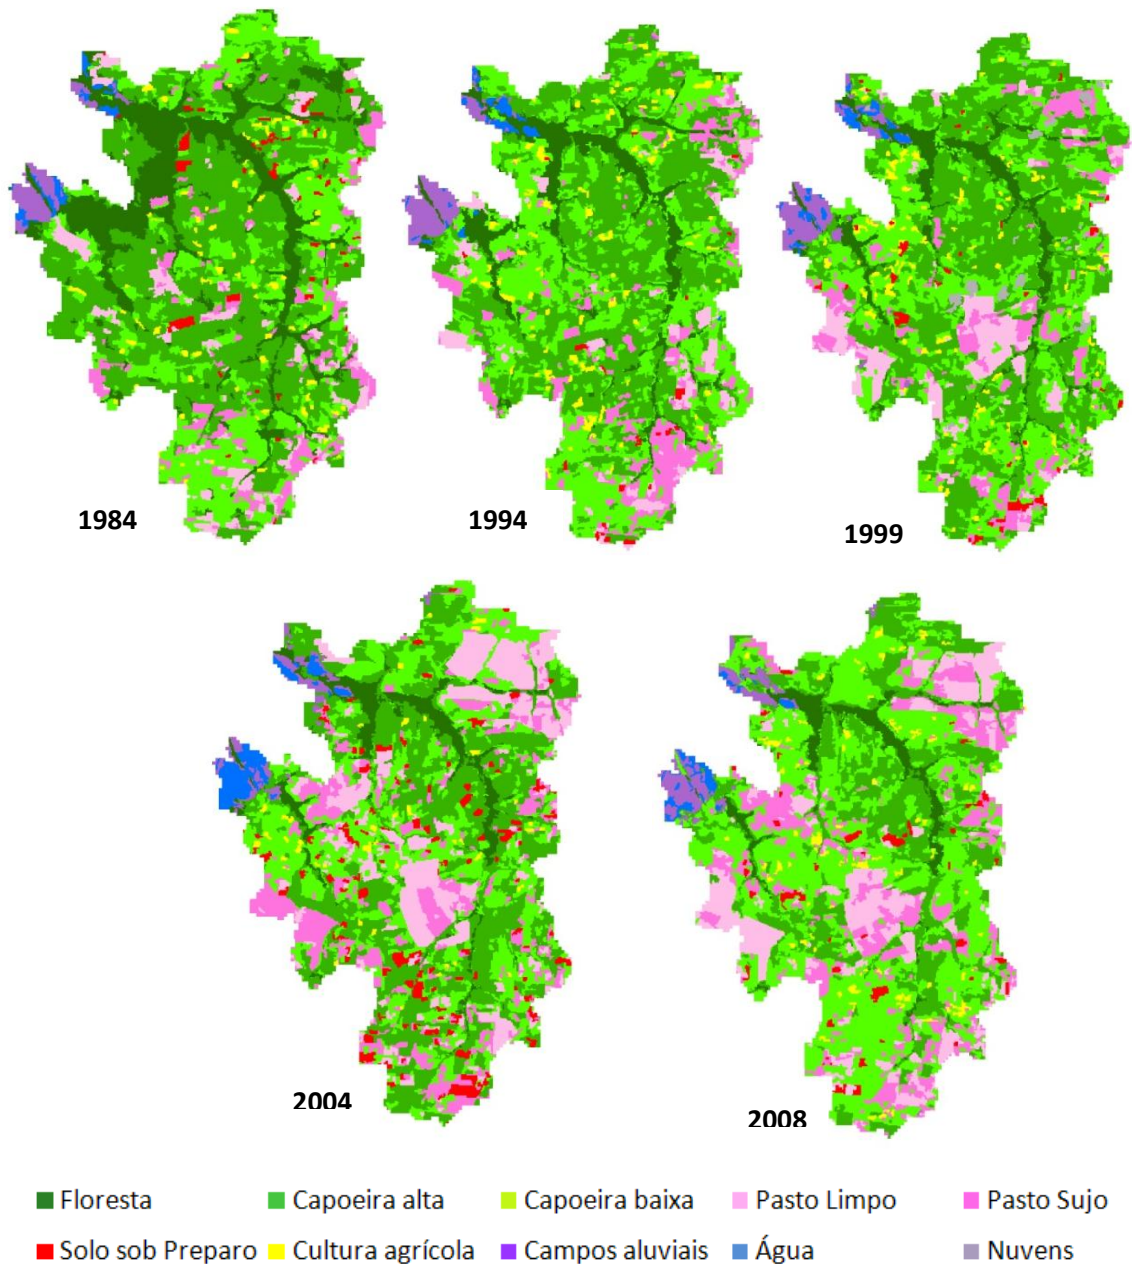 1984
1994
1999
2004
2008
Floresta Capoeira alta Capoeira baixa Pasto Limpo Pasto Sujo
Solo sob Preparo Cultura agrícola Campos aluviais Água Nuvens